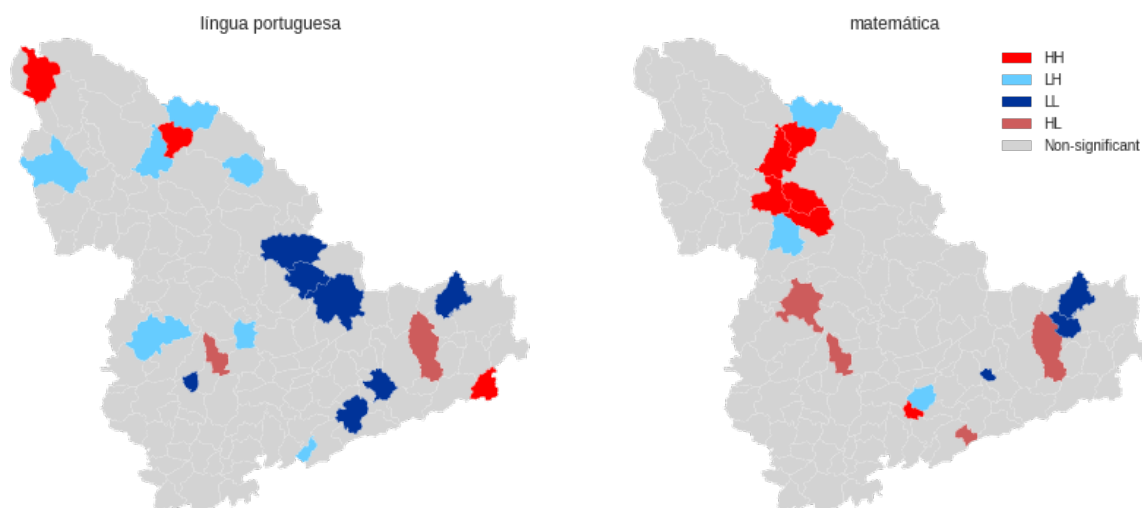 língua portuguesa
matemática
HH
LH
LL
HL
Non-significant